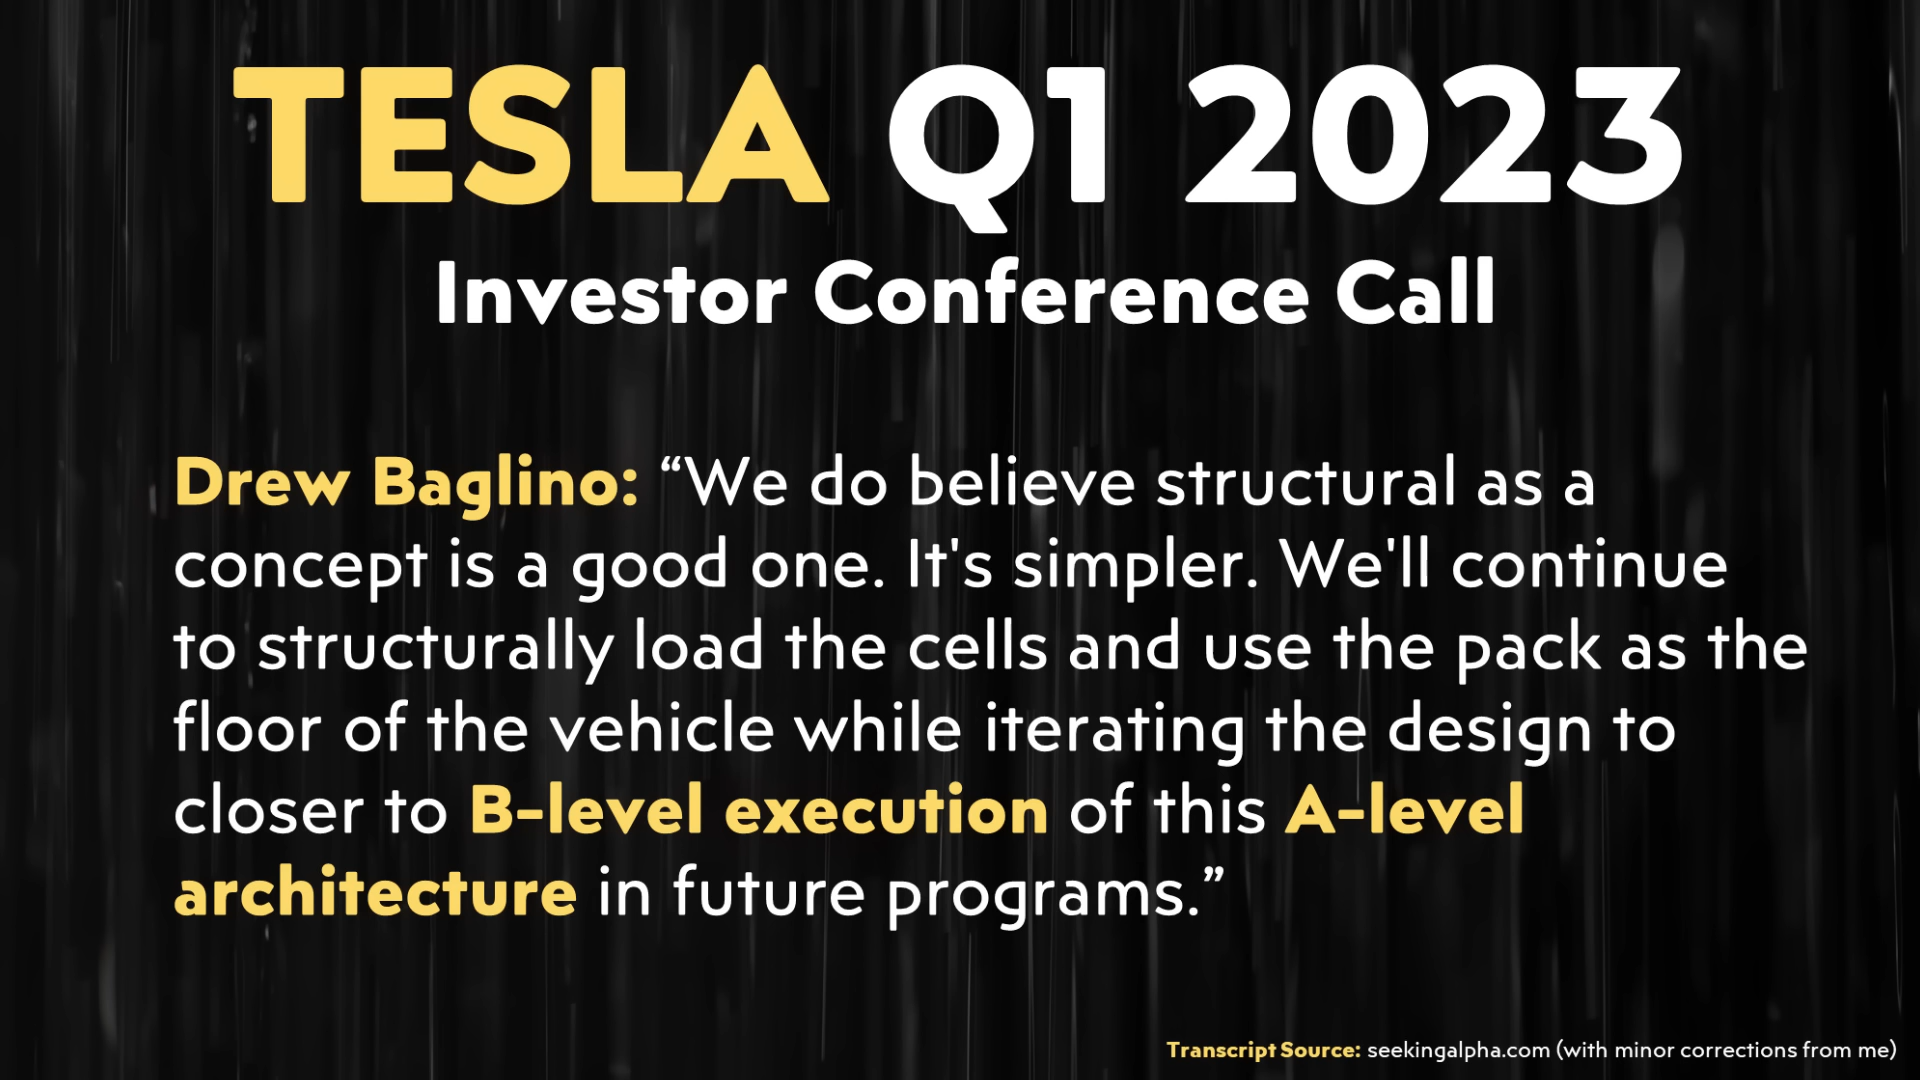 TESLA Q1 2023
Investor Conference Call
Drew Baglino: “We do believe structural as a
concept is a good one. It's simpler. We'll continue
to structurally load the cells and use the pack as the
floor of the vehicle while iterating the design to
closer to B-level execution of this A-level
architecture in future programs.”
Transcript Source: seekingalpha.com (with minor corrections from me)